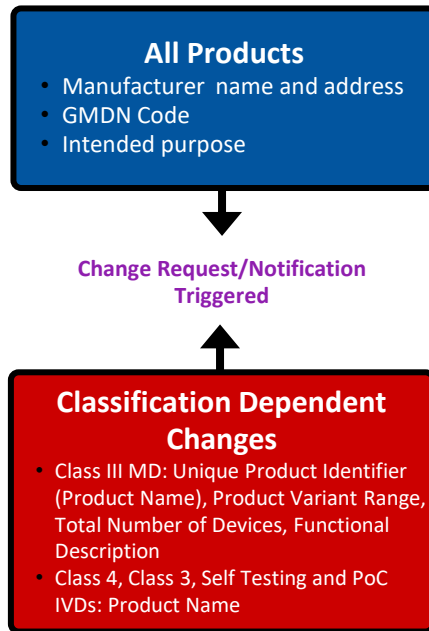 All Products
• Manufacturer name and address
• GMDN Code
• Intended purpose
Change Request/Notification
Triggered
Classification Dependent
Changes
• Class III MD: Unique Product Identifier
(Product Name), Product Variant Range,
Total Number of Devices, Functional
Description
• Class 4, Class 3, Self Testing and PoC
IVDs: Product Name